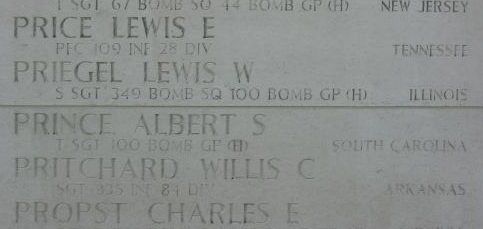 T SGT 67 BOMB SQ 44 BOMB GP (H) NEW JERSEY
PRICE LEWIS E
PFC 109 INF 28 DIV TENNESSEE
PRIEGEL LEWIS W
S SGT 349 BOMB SQ 100 BOMB GP (H) ILLINOIS
PRINCE ALBERT S
T SGT 100 BOMB GP (H) SOUTH CAROLINA
PRITCHARD WILLIS C
SGT 335 INF 84 DIV ARKANSAS
PROPST CHARLES E